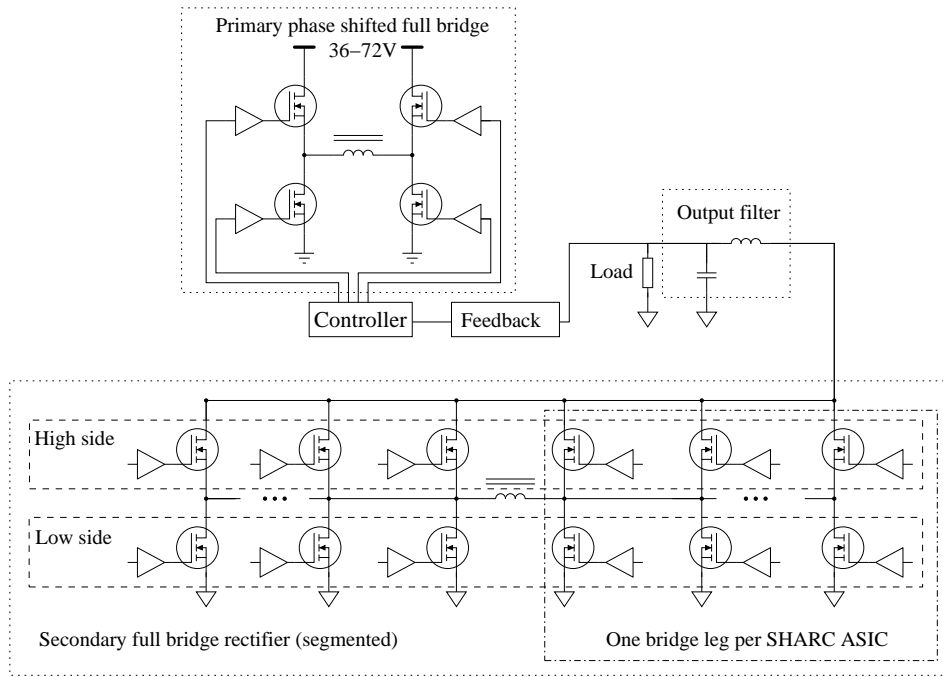 Primary phase shifted full bridge
36–72V
Output filter
Load
Controller
Feedback
High side
Low side
Secondary full bridge rectifier (segmented)
One bridge leg per SHARC ASIC